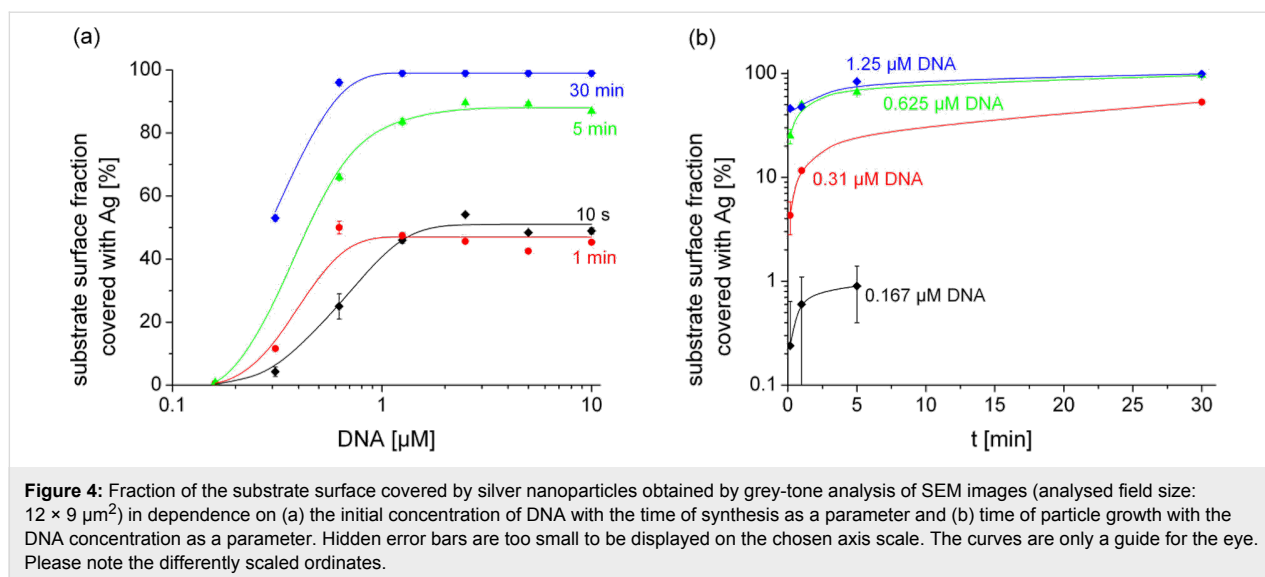 (a)
substrate surface fraction
covered with Ag [%]
100
80
60
40
20
0
30 min
5 min
10 s
1 min
0.1
1
10
DNA [µM]
(b)
substrate surface fraction
covered with Ag [%]
100
10
1
0.1
1.25 µM DNA
0.625 µM DNA
0.31 µM DNA
0.167 µM DNA
0
5
10
15
20
25
30
t [min]
Figure 4: Fraction of the substrate surface covered by silver nanoparticles obtained by grey-tone analysis of SEM images (analysed field size:
12 × 9 µm²) in dependence on (a) the initial concentration of DNA with the time of synthesis as a parameter and (b) time of particle growth with the
DNA concentration as a parameter. Hidden error bars are too small to be displayed on the chosen axis scale. The curves are only a guide for the eye.
Please note the differently scaled ordinates.